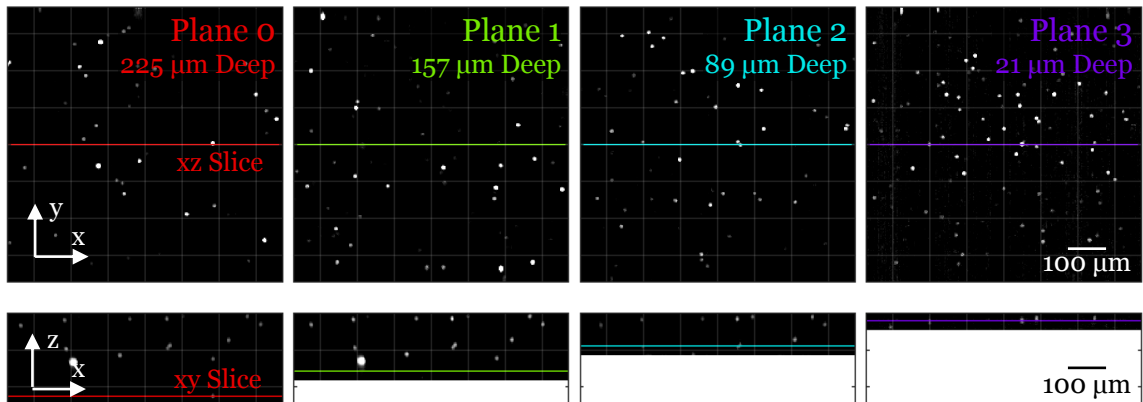 Plane 0
225 μm Deep
xz Slice
y
x
Plane 1
157 μm Deep
Plane 2
89 μm Deep
Plane 3
21 μm Deep
100 μm
z
x
xy Slice
100 μm